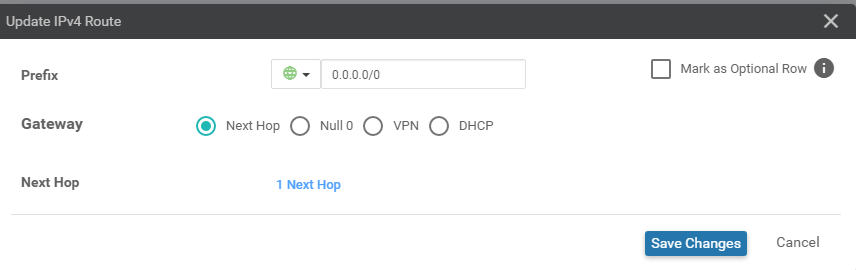 Update IPv4 Route
Prefix 0.0.0.0/0 Mark as Optional Row
Gateway Next Hop Null 0 VPN DHCP
Next Hop 1 Next Hop
Save Changes Cancel